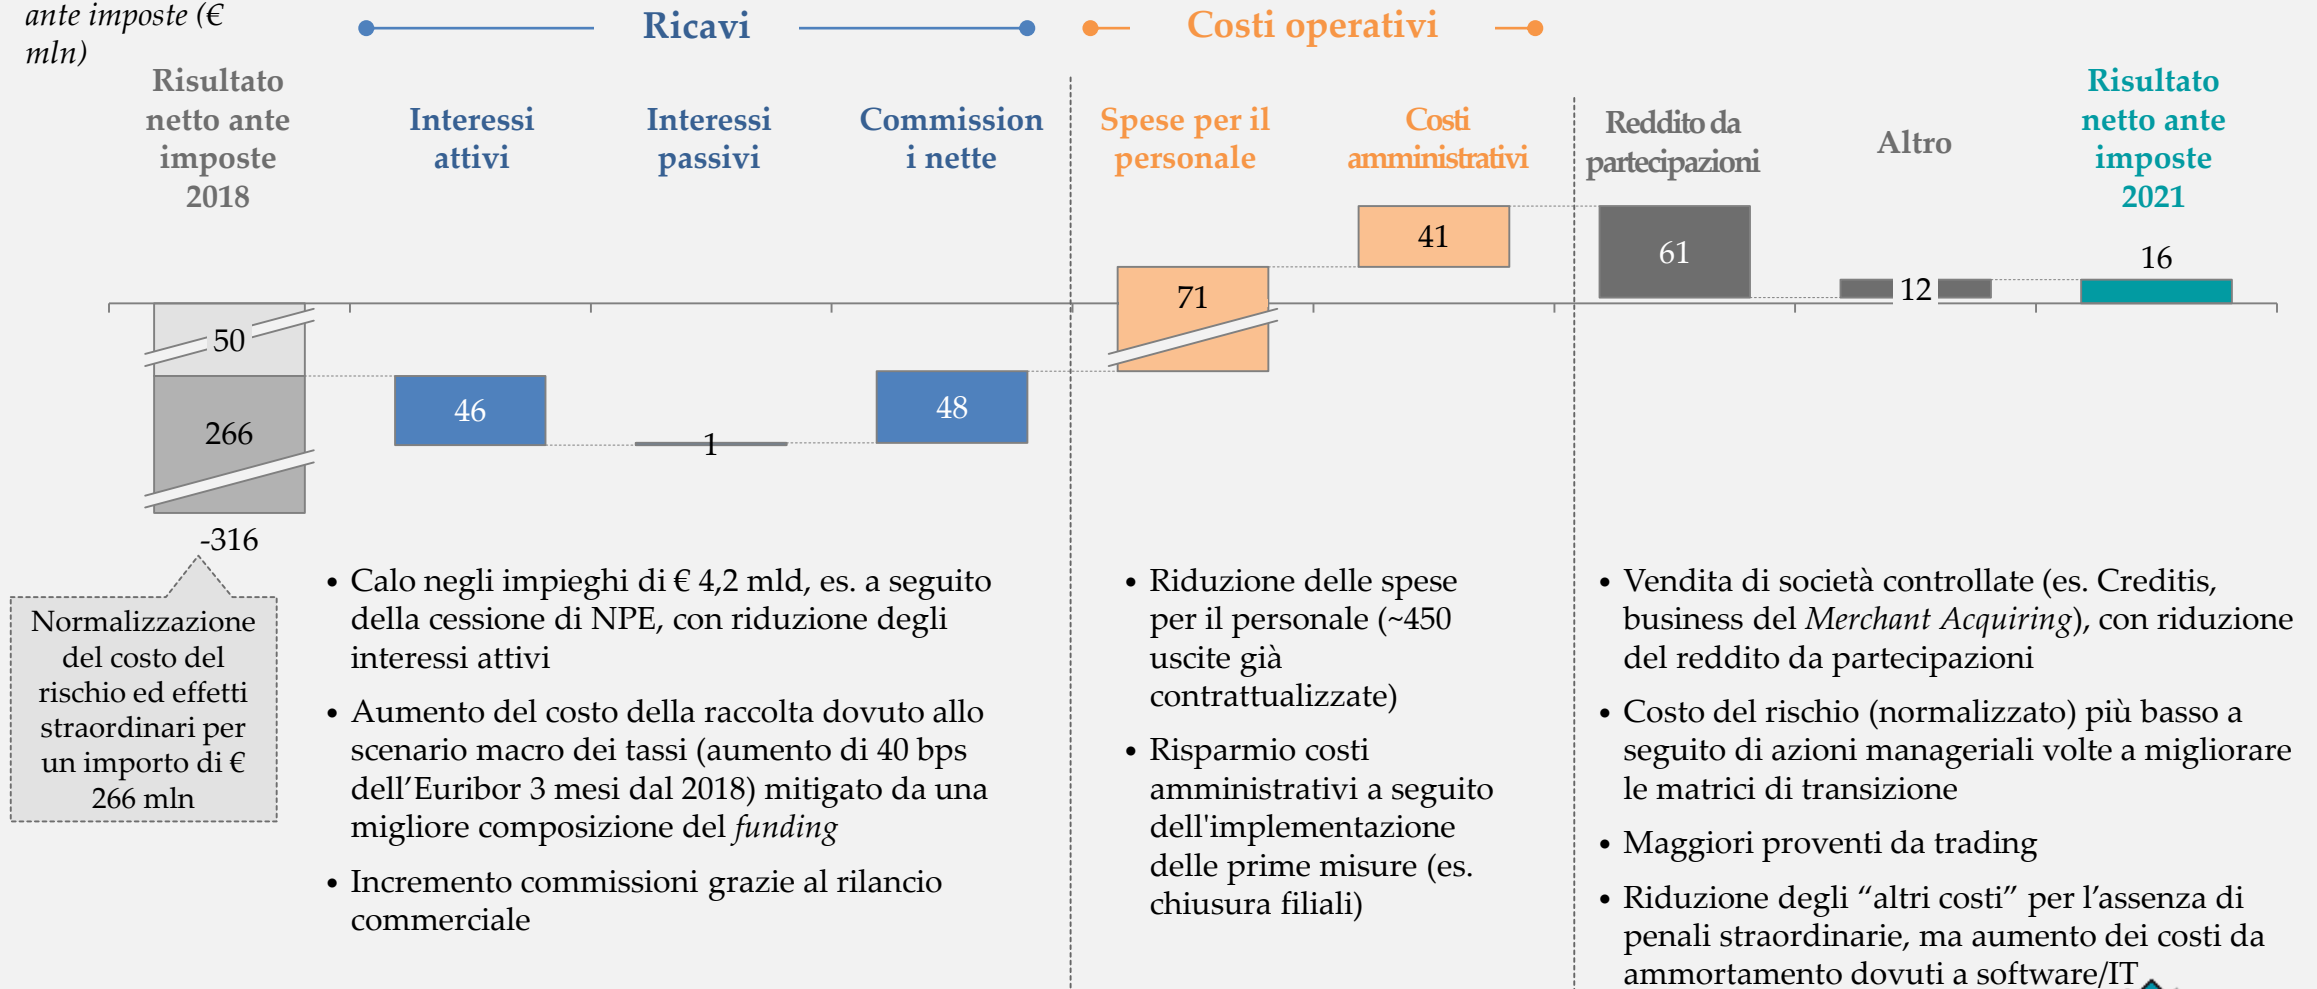 ante imposte (€
mln)
Ricavi
Costi operativi
Risultato
netto ante
imposte
2018
Interessi
attivi
Interessi
passivi
Commission
i nette
Spese per il
personale
Costi
amministrativi
Reddito da
partecipazioni
Altro
Risultato
netto ante
imposte
2021
50
266
-316
46
1
48
71
41
61
12
16
Normalizzazione
del costo del
rischio ed effetti
straordinari per
un importo di €
266 mln
• Calo negli impieghi di € 4,2 mld, es. a seguito
della cessione di NPE, con riduzione degli
interessi attivi
• Aumento del costo della raccolta dovuto allo
scenario macro dei tassi (aumento di 40 bps
dell’Euribor 3 mesi dal 2018) mitigato da una
migliore composizione del funding
• Incremento commissioni grazie al rilancio
commerciale
• Riduzione delle spese
per il personale (~450
uscite già
contrattualizzate)
• Risparmio costi
amministrativi a seguito
dell'implementazione
delle prime misure (es.
chiusura filiali)
• Vendita di società controllate (es. Creditis,
business del Merchant Acquiring), con riduzione
del reddito da partecipazioni
• Costo del rischio (normalizzato) più basso a
seguito di azioni manageriali volte a migliorare
le matrici di transizione
• Maggiori proventi da trading
• Riduzione degli “altri costi” per l’assenza di
penali straordinarie, ma aumento dei costi da
ammortamento dovuti a software/IT